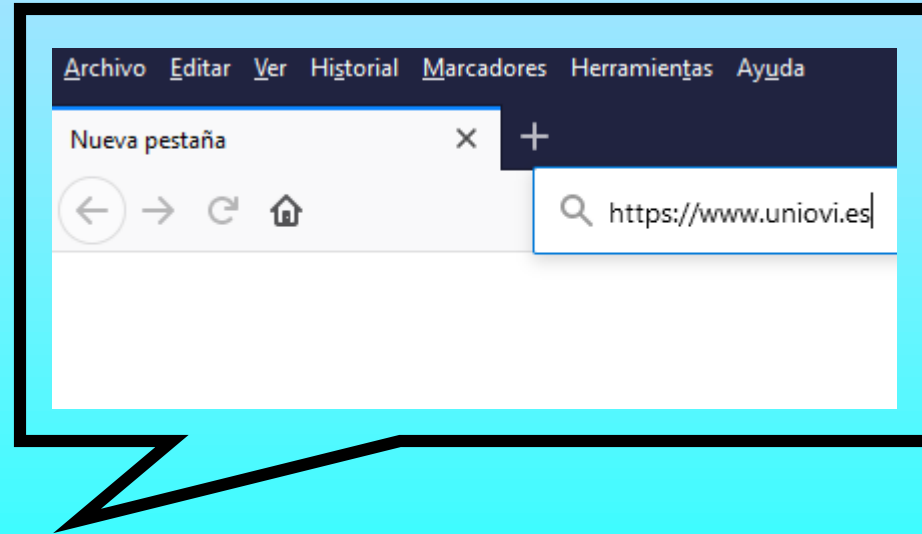 Archivo Editar Ver Historial Marcadores Herramientas Ayuda
Nueva pestaña
https://www.uniovi.es